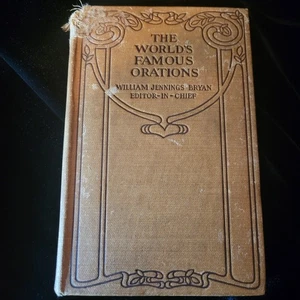 THE
WORLD'S
FAMOUS
ORATIONS
WILLIAM JENNINGS BRYAN
EDITOR-IN-CHIEF